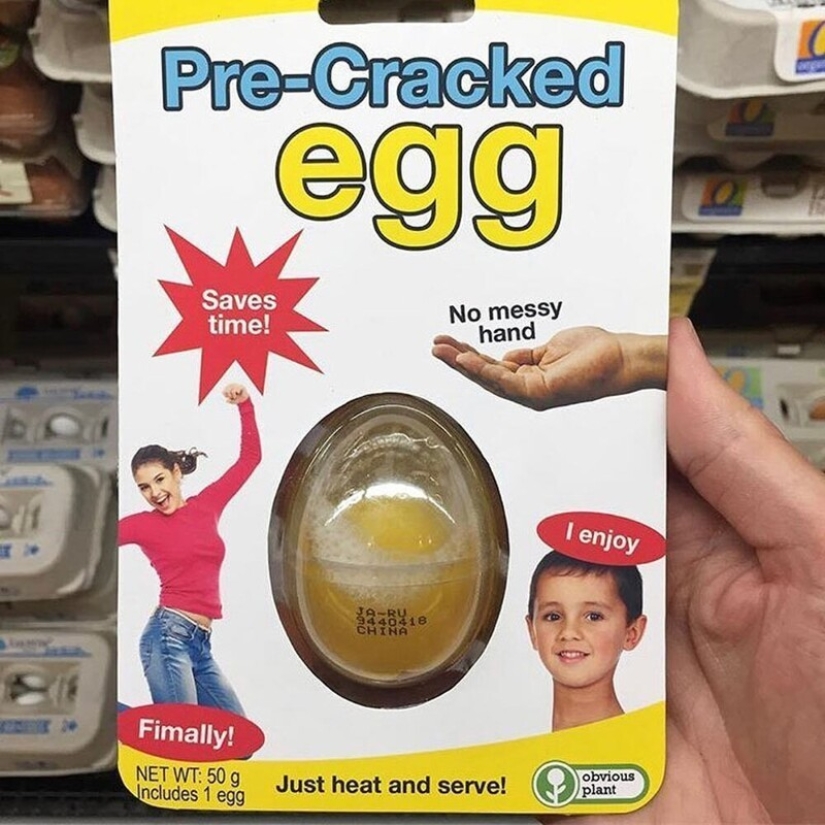 Pre-Cracked
egg
Saves
time!
No messy
hand
I enjoy
JA-RU
9440418
CHINA
Fimally!
NET WT: 50 g
Includes 1 egg
Just heat and serve!
obvious
plant